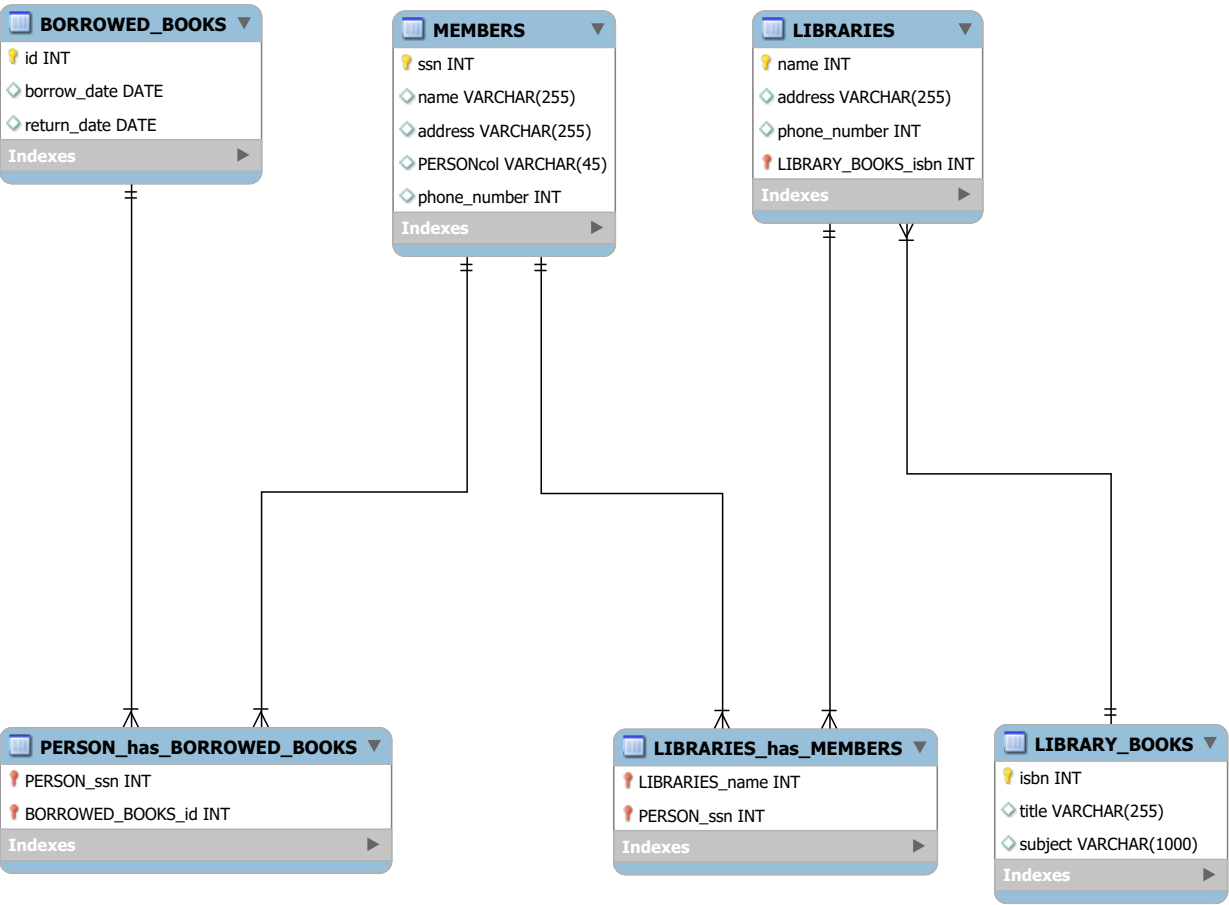 BORROWED_BOOKS
id INT
borrow_date DATE
return_date DATE
Indexes
MEMBERS
ssn INT
name VARCHAR(255)
address VARCHAR(255)
PERSONcol VARCHAR(45)
phone_number INT
Indexes
LIBRARIES
name INT
address VARCHAR(255)
phone_number INT
LIBRARY_BOOKS_isbn INT
Indexes
PERSON_has_BORROWED_BOOKS
PERSON_ssn INT
BORROWED_BOOKS_id INT
Indexes
LIBRARIES_has_MEMBERS
LIBRARIES_name INT
PERSON_ssn INT
Indexes
LIBRARY_BOOKS
isbn INT
title VARCHAR(255)
subject VARCHAR(1000)
Indexes